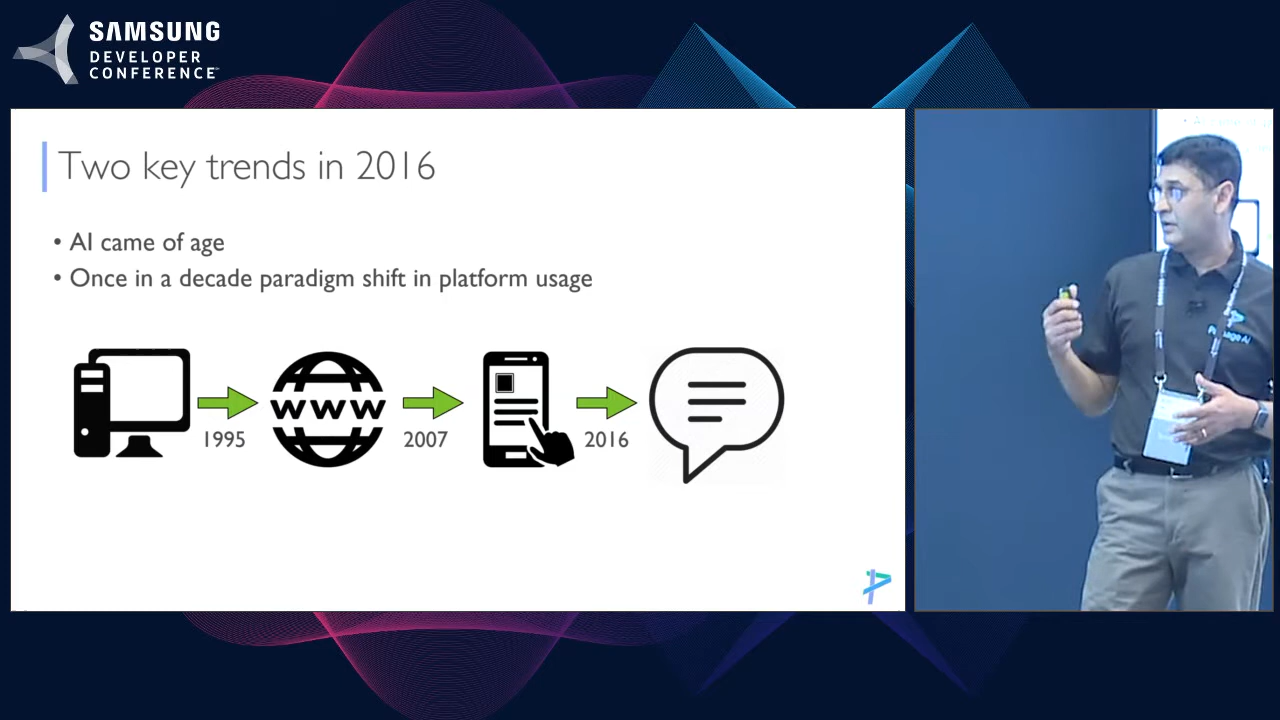 SAMSUNG
DEVELOPER
CONFERENCE
Two key trends in 2016
• AI came of age
• Once in a decade paradigm shift in platform usage
www
1995
2007
2016
AI